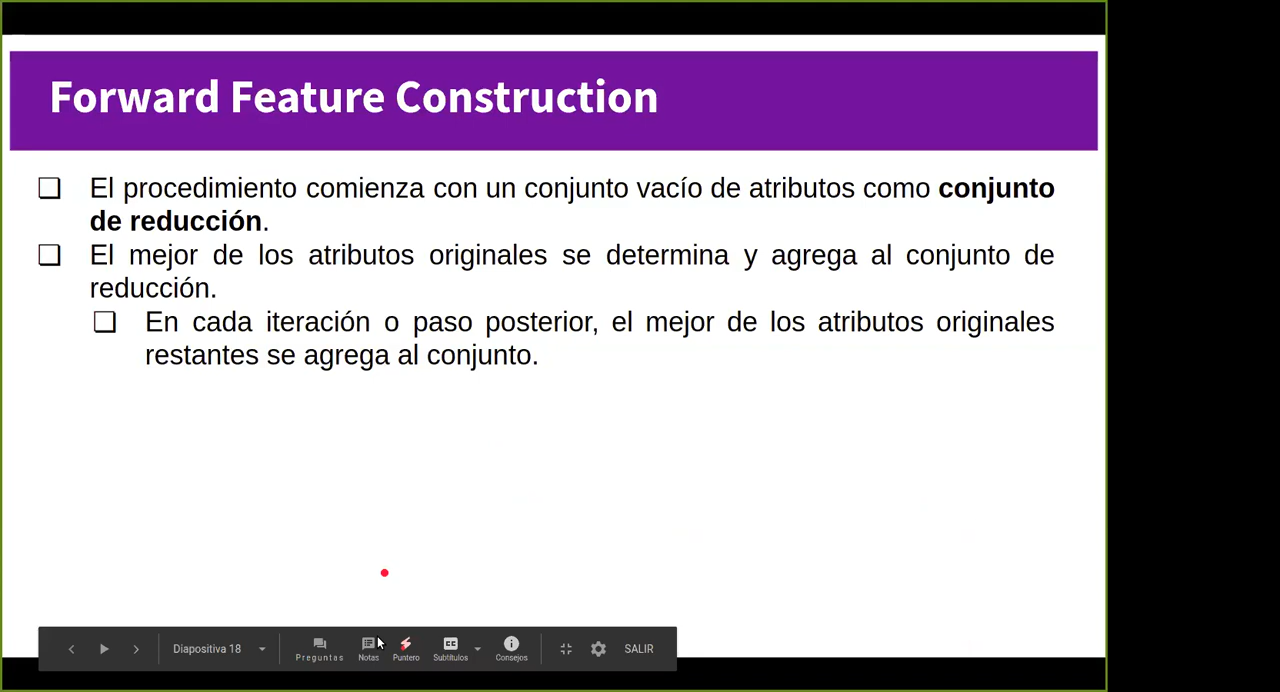 Forward Feature Construction
❏ El procedimiento comienza con un conjunto vacío de atributos como conjunto
de reducción.
❏ El mejor de los atributos originales se determina y agrega al conjunto de
reducción.
❏ En cada iteración o paso posterior, el mejor de los atributos originales
restantes se agrega al conjunto.
Diapositiva 18
Preguntas Notas Puntero Subtítulos Consejos
SALIR